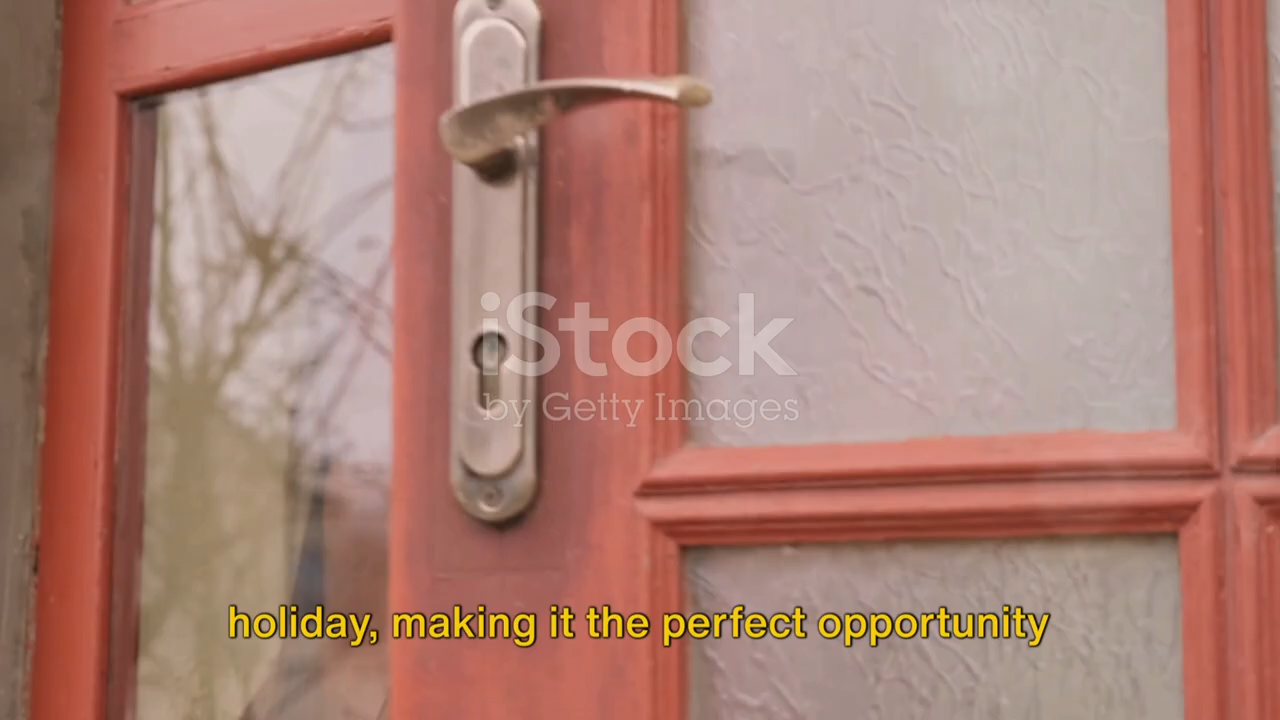 iStock
by Getty Images
holiday, making it the perfect opportunity